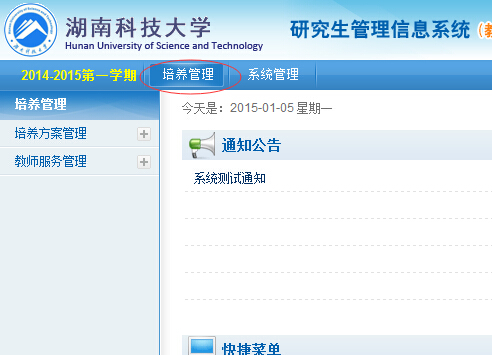 湖南科技大学
Hunan University of Science and Technology
研究生管理信息系统 (教
2014-2015第一学期 培养管理 系统管理
培养管理
今天是：2015-01-05 星期一
培养方案管理
教师服务管理
通知公告
系统测试通知
快捷菜单